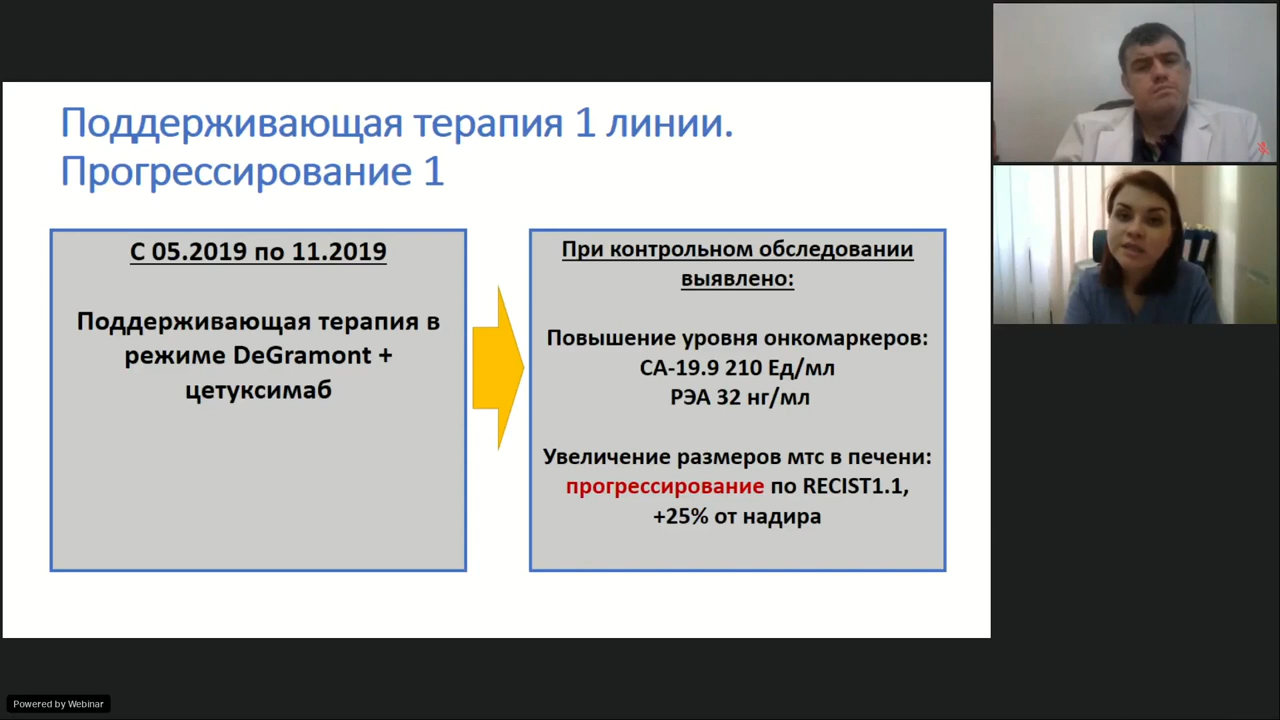 Поддерживающая терапия 1 линии.
Прогрессирование 1
С 05.2019 по 11.2019
Поддерживающая терапия в
режиме DeGramont +
цетуксимаб
При контрольном обследовании
выявлено:
Повышение уровня онкомаркеров:
СА-19.9 210 Ед/мл
РЭА 32 нг/мл
Увеличение размеров мтс в печени:
прогрессирование по RECIST1.1,
+25% от надира
Powered by Webinar